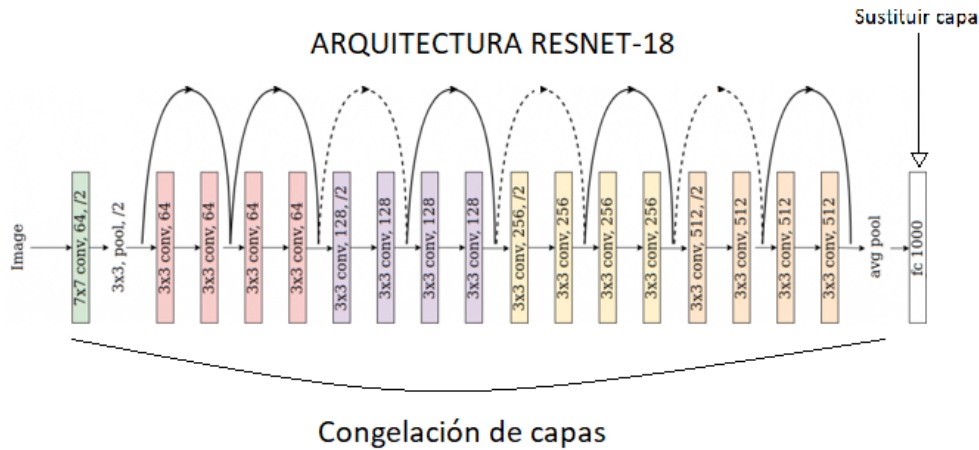 Sustituir capa
ARQUITECTURA RESNET-18
Image
7x7 conv, 64, /2
3x3, pool, /2
3x3 conv, 64
3x3 conv, 64
3x3 conv, 64
3x3 conv, 64
3x3 conv, 128, /2
3x3 conv, 128
3x3 conv, 128
3x3 conv, 128
3x3 conv, 256, /2
3x3 conv, 256
3x3 conv, 256
3x3 conv, 256
3x3 conv, 512, /2
3x3 conv, 512
3x3 conv, 512
3x3 conv, 512
avg pool
fc 1000
Congelación de capas